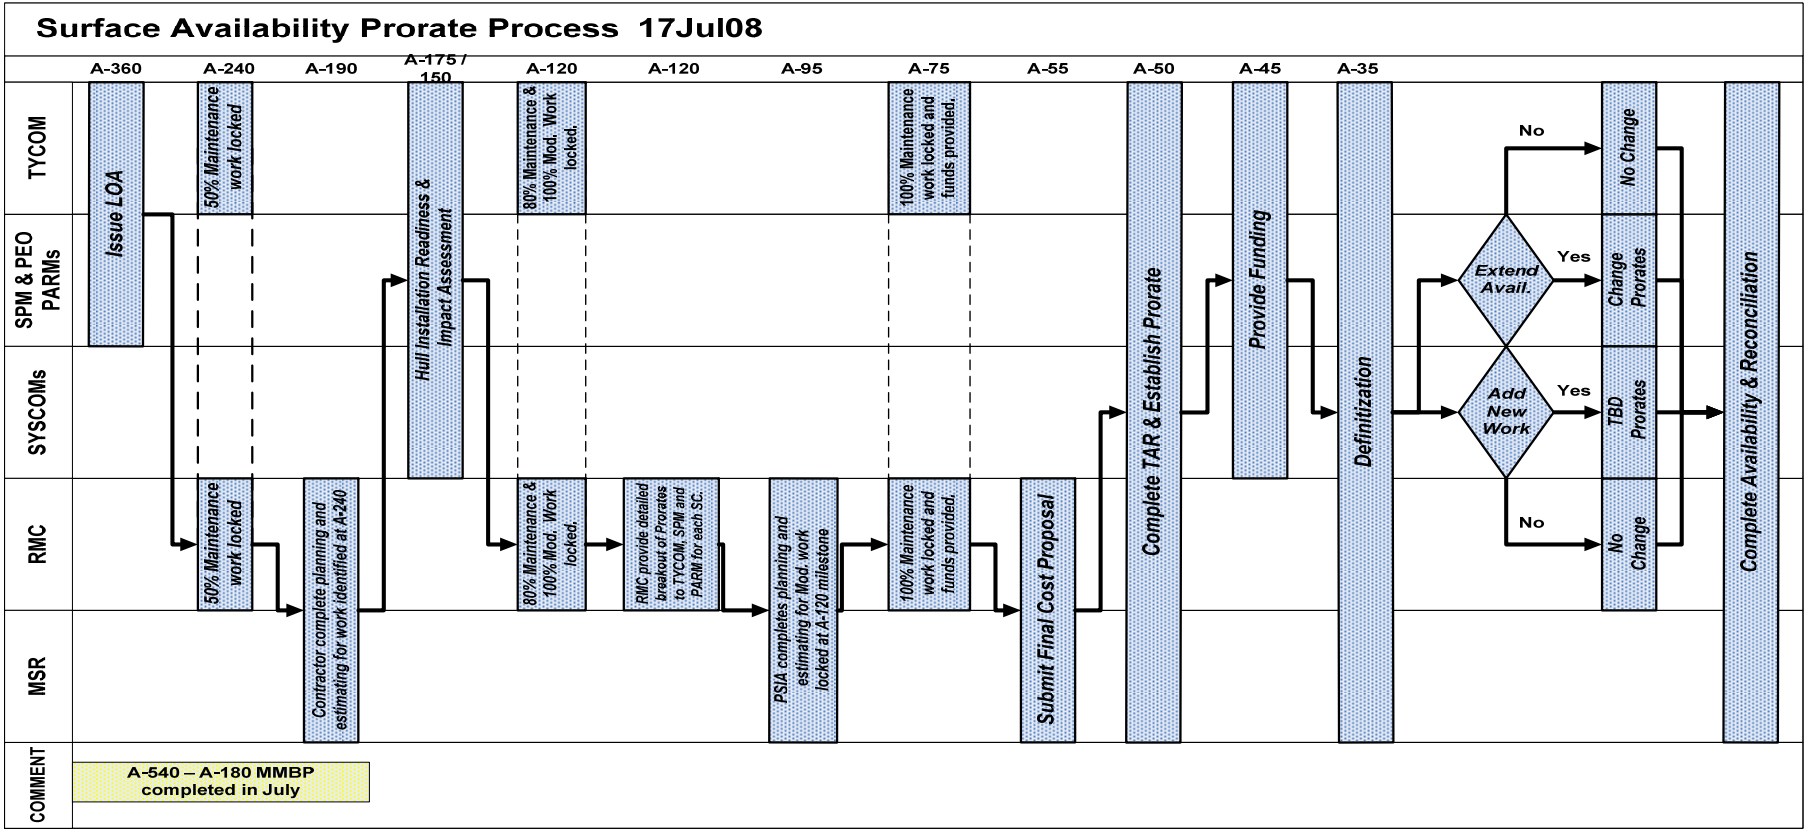 Surface Availability Prorate Process 17Jul08
A-360
A-240
A-190
A-175 /
150
A-120
A-120
A-95
A-75
A-55
A-50
A-45
A-35
TYCOM
SPM & PEO
PARMs
SYSCOMs
RMC
MSR
COMMENT
Issue LOA
50% Maintenance
work locked
50% Maintenance
work locked
Contractor complete planning and
estimating for work identified at A-240
Hull Installation Readiness &
Impact Assessment
80% Maintenance &
100% Mod. Work
locked.
80% Maintenance &
100% Mod. Work
locked.
RMC provide detailed
breakout of Prorates
to TYCOM, SPM and
PARM for each SC.
PSIA completes planning and
estimating for Mod. work
locked at A-120 milestone
100% Maintenance
work locked and
funds provided.
100% Maintenance
work locked and
funds provided.
Submit Final Cost Proposal
Complete TAR & Establish Prorate
Provide Funding
Definitization
Extend
Avail.
Add
New
Work
No
Yes
Yes
No
No Change
Change
Prorates
TBD
Prorates
No
Change
Complete Availability & Reconciliation
A-540 – A-180 MMBP
completed in July